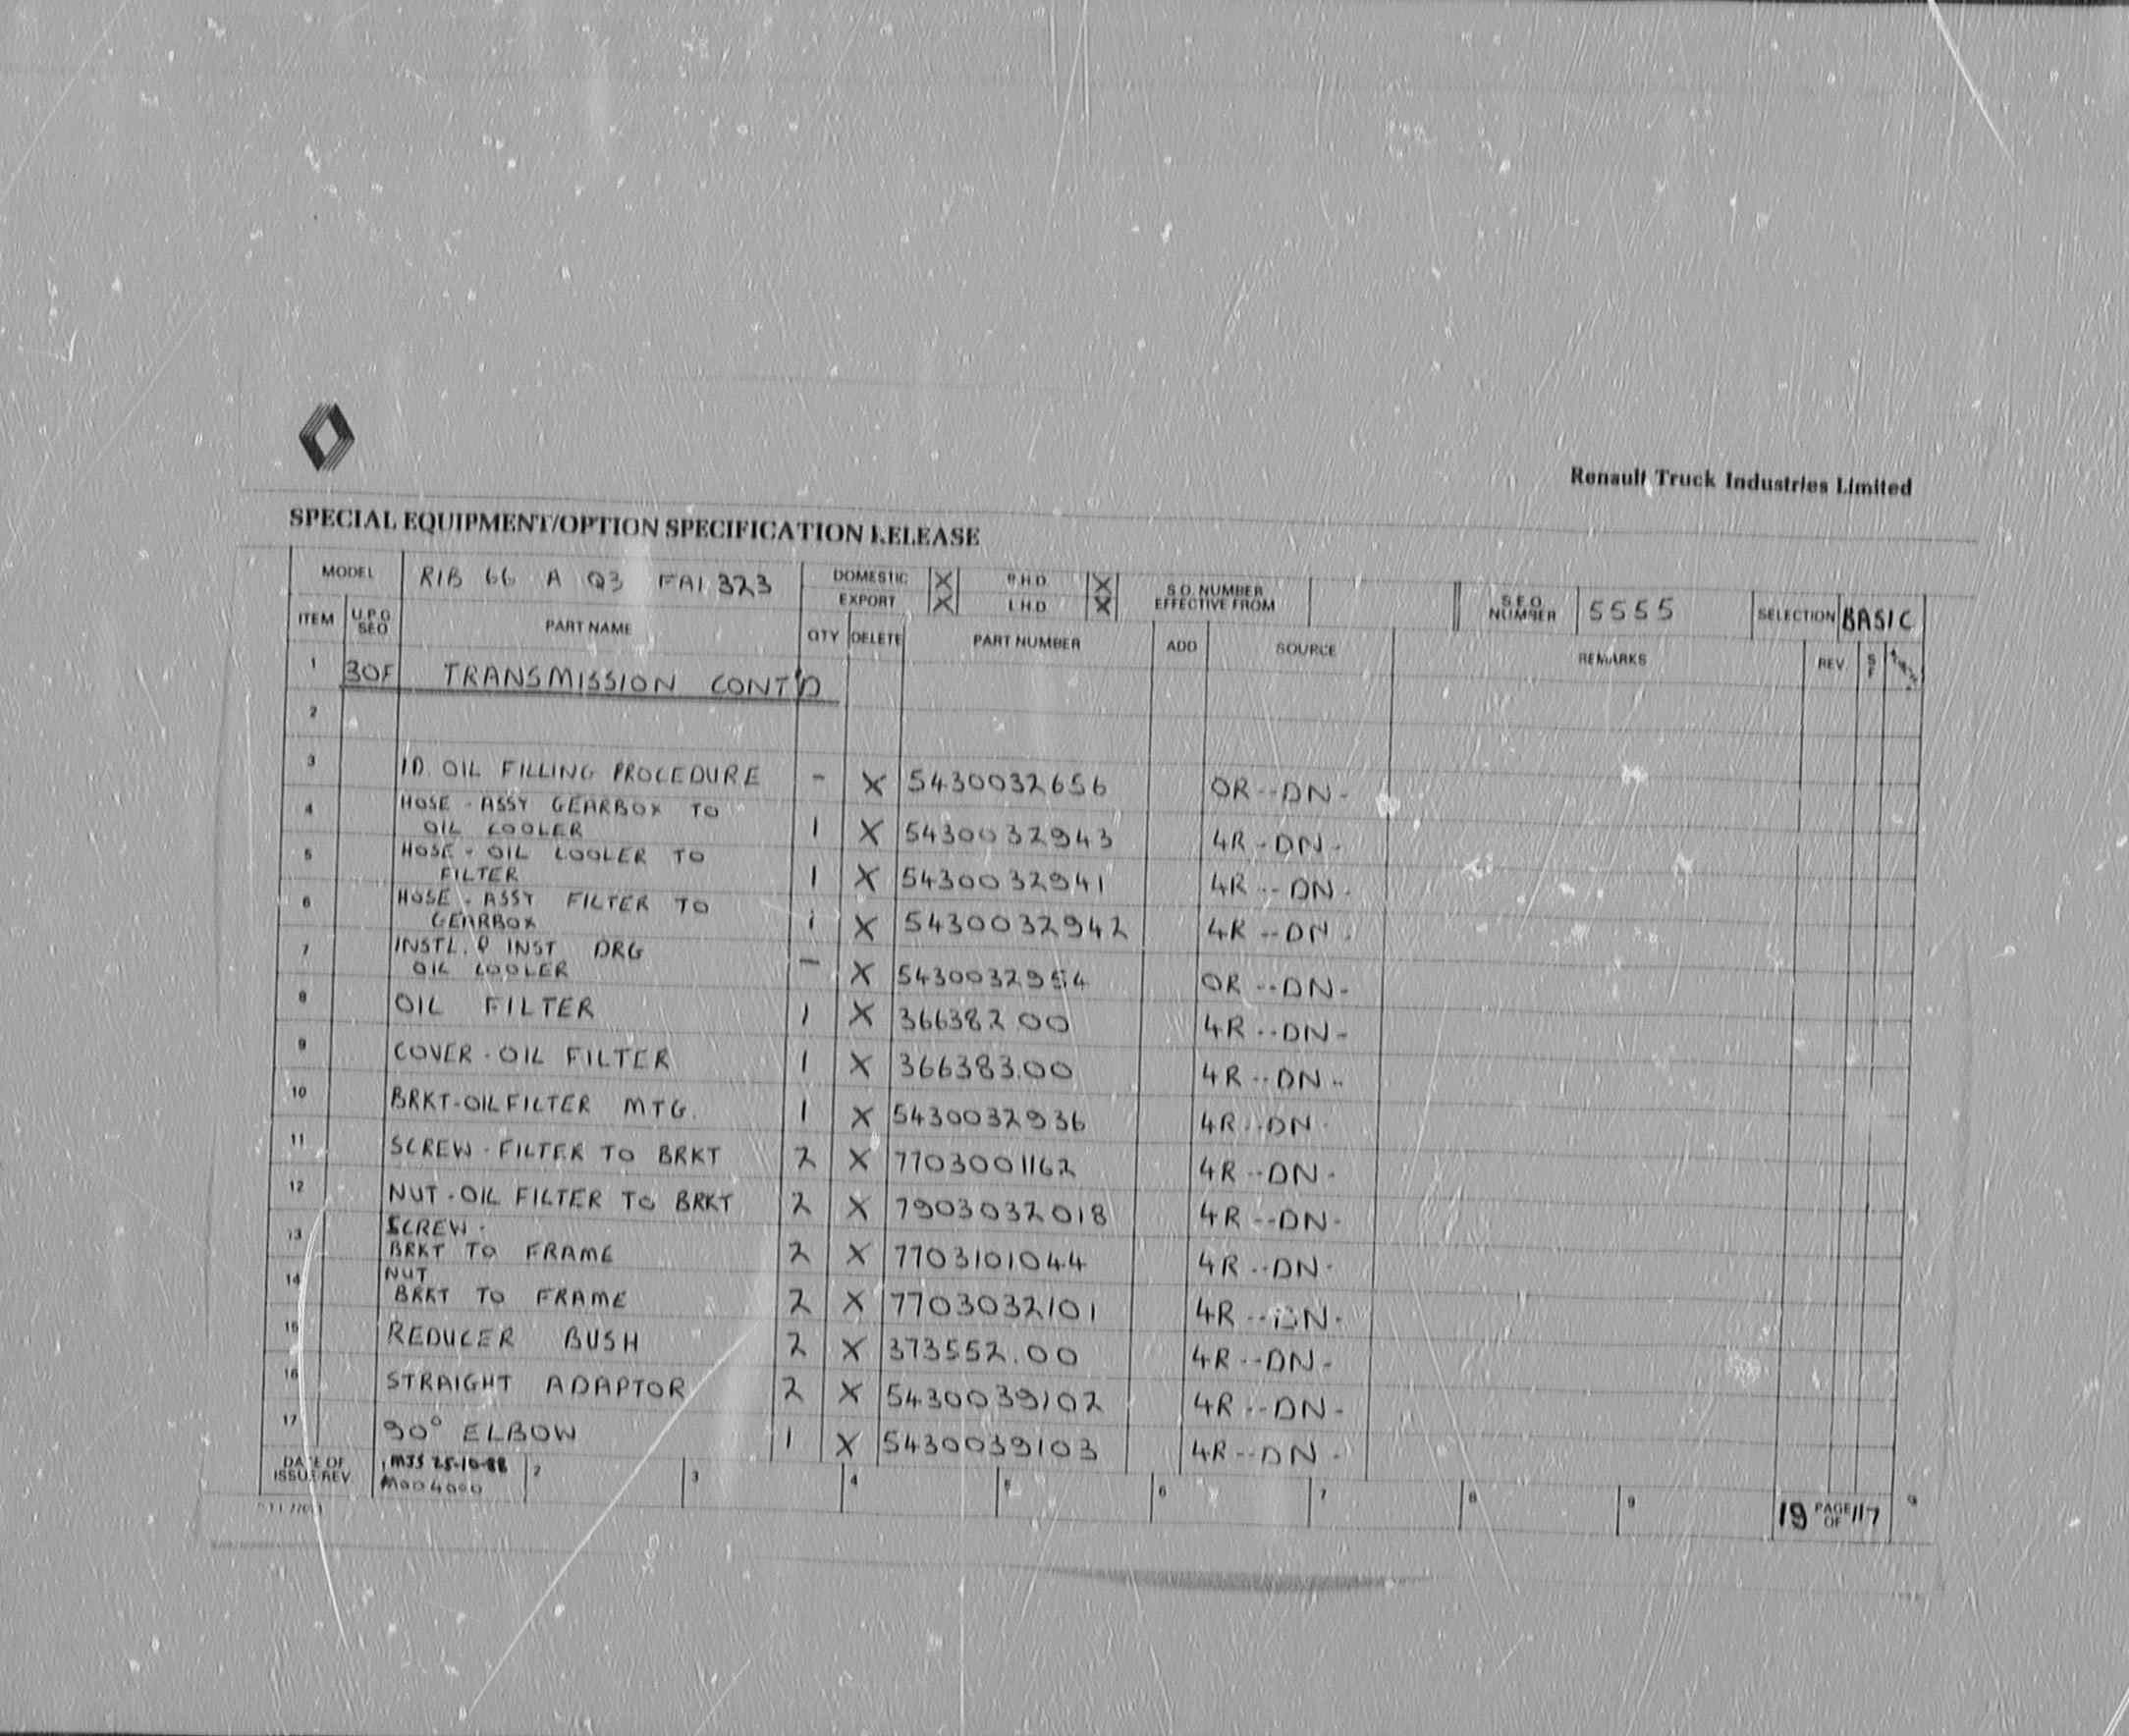 Renault Truck Industries Limited
SPECIAL EQUIPMENT/OPTION SPECIFICATION RELEASE
MODEL RIB 66 A Q3 FAI 323 DOMESTIC X R.H.D. X S.O. NUMBER EFFECTIVE FROM S.E.O. NUMBER 5555 SELECTION BASIC
EXPORT X L.H.D. X
ITEM U.P.G SEO PART NAME QTY DELETE PART NUMBER ADD SOURCE REMARKS REV
1 30F TRANSMISSION CONT'D
2
3 ID. OIL FILLING PROCEDURE - X 5430032656 OR--DN-
4 HOSE - ASSY GEARBOX TO
OIL COOLER 1 X 5430032943 4R--DN-
5 HOSE - OIL COOLER TO
FILTER 1 X 5430032941 4R--DN-
6 HOSE - ASSY FILTER TO
GEARBOX 1 X 5430032942 4R--DN-
7 INSTL. & INST DRG
OIL COOLER - X 5430032954 OR--DN-
8 OIL FILTER 1 X 366382 00 4R--DN-
9 COVER - OIL FILTER 1 X 366383.00 4R--DN-
10 BRKT-OIL FILTER MTG. 1 X 5430032936 4R--DN-
11 SCREW - FILTER TO BRKT 2 X 7703001162 4R--DN-
12 NUT - OIL FILTER TO BRKT 2 X 7903032018 4R--DN-
13 SCREW -
BRKT TO FRAME 2 X 7703101044 4R--DN-
14 NUT
BRKT TO FRAME 2 X 7703032101 4R--DN-
15 REDUCER BUSH 2 X 373552.00 4R--DN-
16 STRAIGHT ADAPTOR 2 X 5430039102 4R--DN-
17 90° ELBOW 1 X 5430039103 4R--DN-
DATE OF ISSUE/REV 1 MJS 25-10-88 2 3 4 5 6 7 8 9 19 PAGE OF 117
M004000